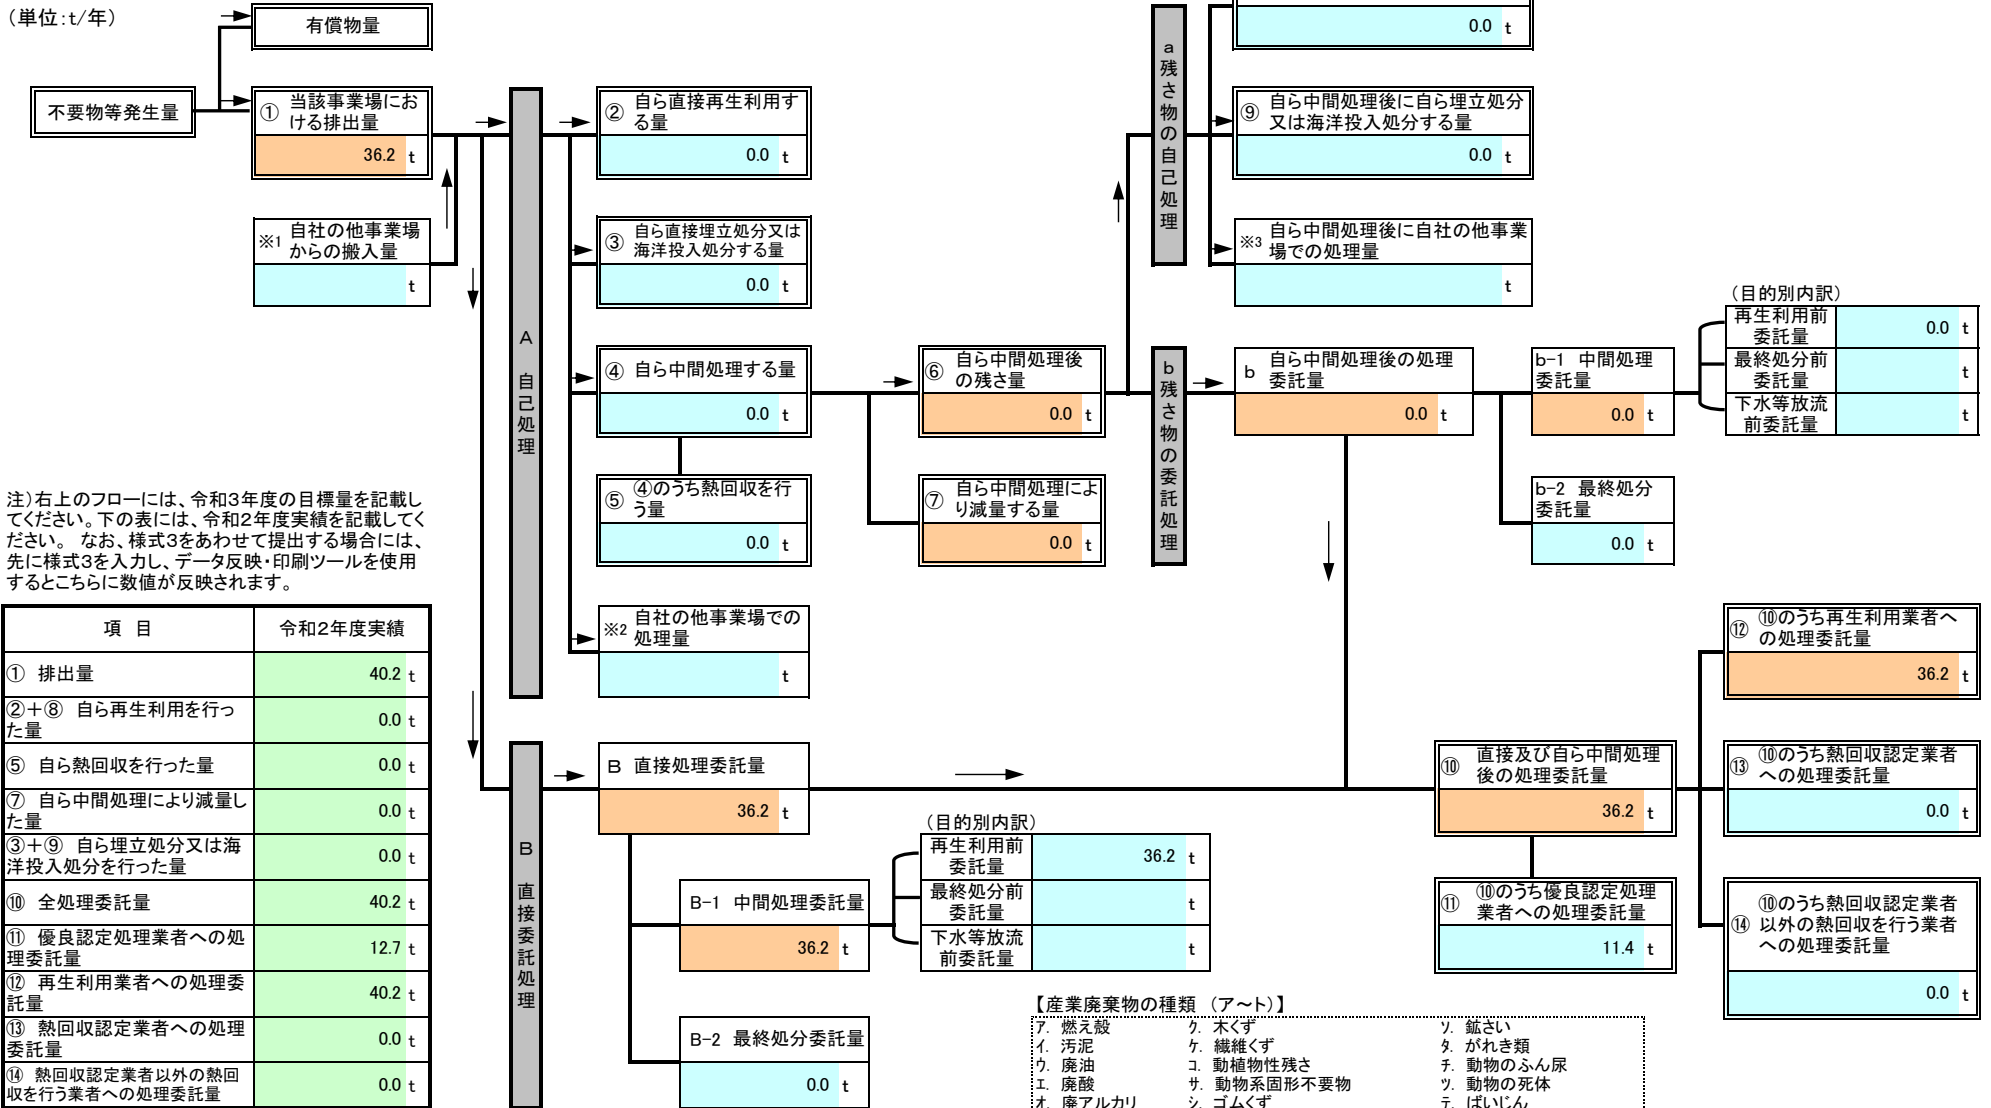 （単位：t/年）
有償物量
不要物等発生量
① 当該事業場にお
ける排出量
36.2 t
※1 自社の他事業場
からの搬入量
t
A 自己処理
② 自ら直接再生利用す
る量
0.0 t
③ 自ら直接埋立処分又は
海洋投入処分する量
0.0 t
④ 自ら中間処理する量
0.0 t
⑤ ④のうち熱回収を行
う量
0.0 t
※2 自社の他事業場での
処理量
t
⑥ 自ら中間処理後
の残さ量
0.0 t
⑦ 自ら中間処理によ
り減量する量
0.0 t
a 残さ物の自己処理
0.0 t
⑨ 自ら中間処理後に自ら埋立処分
又は海洋投入処分する量
0.0 t
※3 自ら中間処理後に自社の他事業
場での処理量
t
b 残さ物の委託処理
b 自ら中間処理後の処理
委託量
0.0 t
b-1 中間処理
委託量
0.0 t
b-2 最終処分
委託量
0.0 t
（目的別内訳）
再生利用前
委託量
0.0 t
最終処分前
委託量
t
下水等放流
前委託量
t
注）右上のフローには、令和3年度の目標量を記載し
てください。下の表には、令和2年度実績を記載してく
ださい。 なお、様式3をあわせて提出する場合には、
先に様式3を入力し、データ反映・印刷ツールを使用
するとこちらに数値が反映されます。
項 目 令和2年度実績
① 排出量 40.2 t
②＋⑧ 自ら再生利用を行っ
た量 0.0 t
⑤ 自ら熱回収を行った量 0.0 t
⑦ 自ら中間処理により減量し
た量 0.0 t
③＋⑨ 自ら埋立処分又は海
洋投入処分を行った量 0.0 t
⑩ 全処理委託量 40.2 t
⑪ 優良認定処理業者への処
理委託量 12.7 t
⑫ 再生利用業者への処理委
託量 40.2 t
⑬ 熱回収認定業者への処理
委託量 0.0 t
⑭ 熱回収認定業者以外の熱回
収を行う業者への処理委託量 0.0 t
B 直接委託処理
B 直接処理委託量
36.2 t
B-1 中間処理委託量
36.2 t
B-2 最終処分委託量
0.0 t
（目的別内訳）
再生利用前
委託量
36.2 t
最終処分前
委託量
t
下水等放流
前委託量
t
⑩ 直接及び自ら中間処理
後の処理委託量
36.2 t
⑪ ⑩のうち優良認定処理
業者への処理委託量
11.4 t
⑫ ⑩のうち再生利用業者へ
の処理委託量
36.2 t
⑬ ⑩のうち熱回収認定業者
への処理委託量
0.0 t
⑭ ⑩のうち熱回収認定業者
以外の熱回収を行う業者
への処理委託量
0.0 t
【産業廃棄物の種類 （ア～ト）】
ア. 燃え殻 ク. 木くず ソ. 鉱さい
イ. 汚泥 ケ. 繊維くず タ. がれき類
ウ. 廃油 コ. 動植物性残さ チ. 動物のふん尿
エ. 廃酸 サ. 動物系固形不要物 ツ. 動物の死体
オ. 廃アルカリ シ. ゴムくず テ. ばいじん